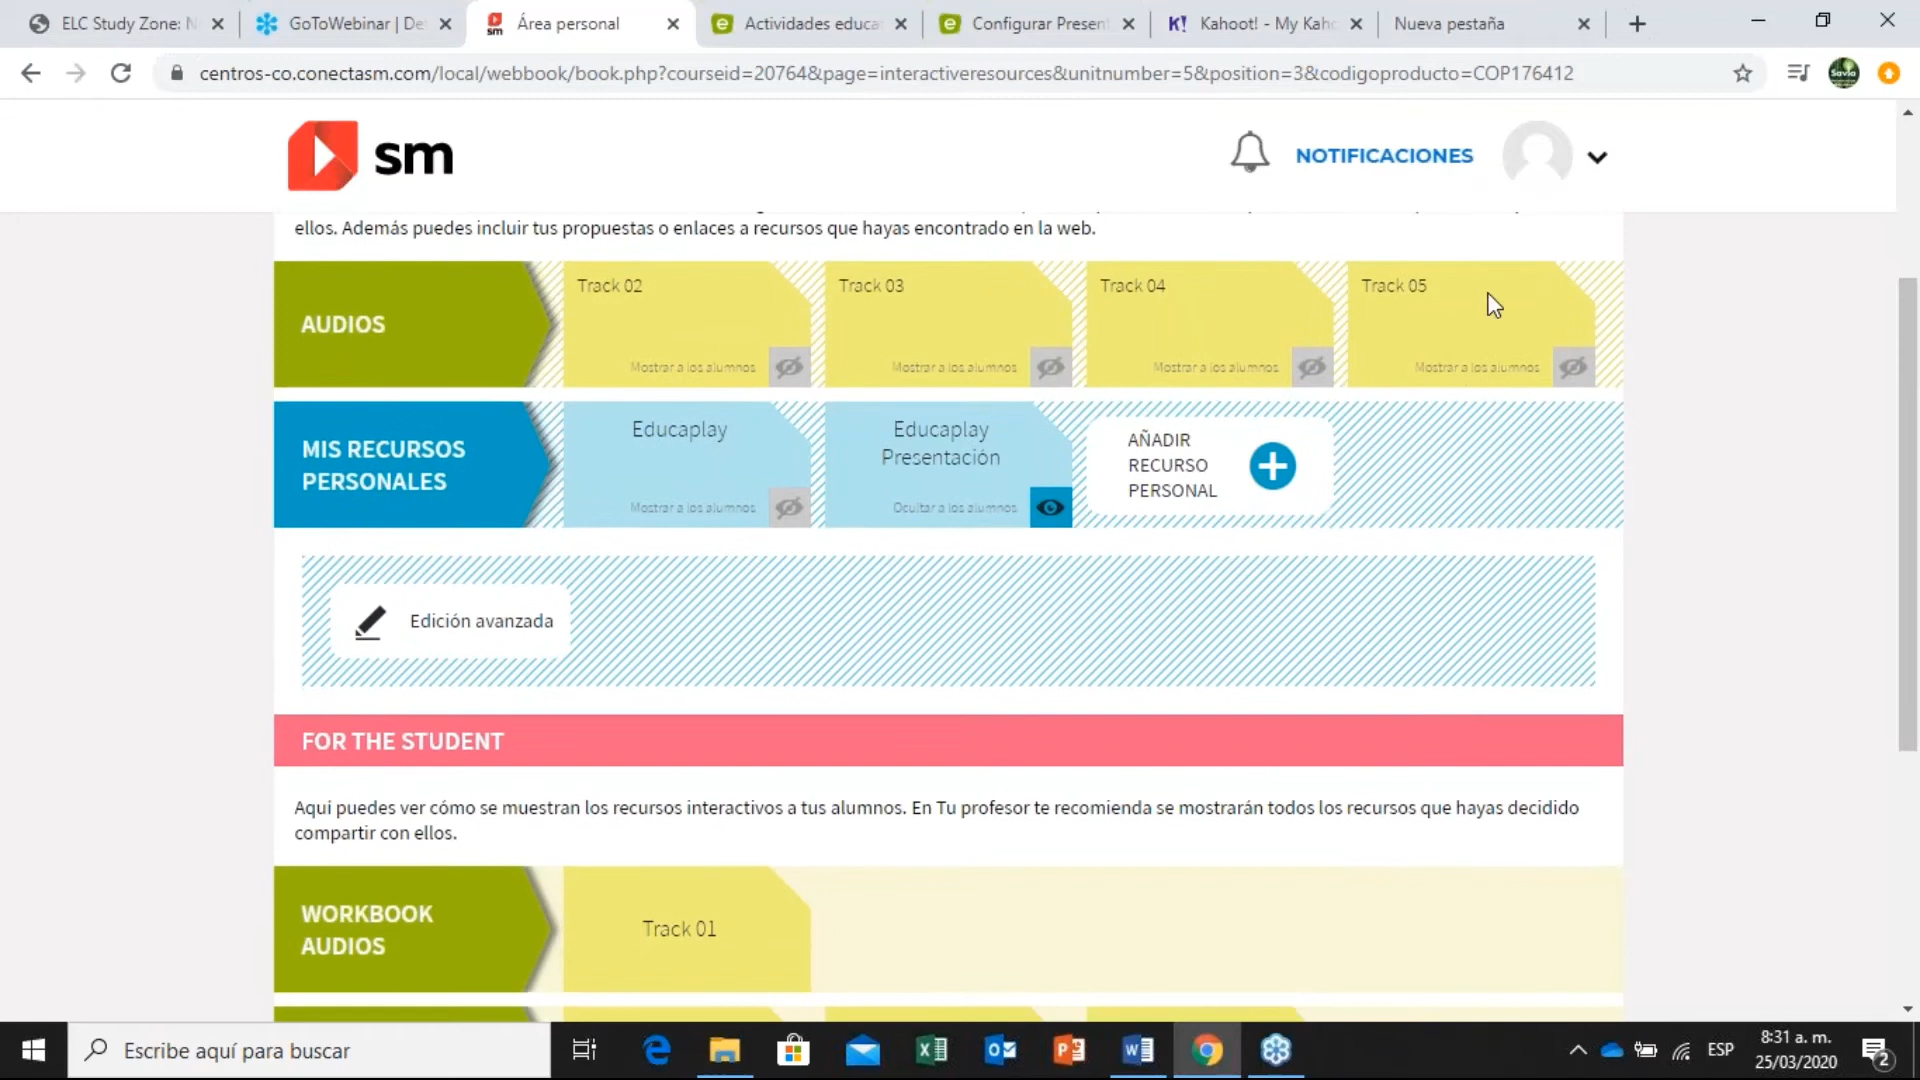 ELC Study Zone: N
GoToWebinar | De
Área personal
Actividades educa
Configurar Presen
K! Kahoot! - My Kah
Nueva pestaña
centros-co.conectasm.com/local/webbook/book.php?courseid=20764&page=interactiveresources&unitnumber=5&position=3&codigoproducto=COP176412
Savia
sm
NOTIFICACIONES
ellos. Además puedes incluir tus propuestas o enlaces a recursos que hayas encontrado en la web.
AUDIOS
Track 02
Track 03
Track 04
Track 05
Mostrar a los alumnos
Mostrar a los alumnos
Mostrar a los alumnos
Mostrar a los alumnos
MIS RECURSOS
PERSONALES
Educaplay
Mostrar a los alumnos
Educaplay
Presentación
Ocultar a los alumnos
AÑADIR
RECURSO
PERSONAL
Edición avanzada
FOR THE STUDENT
Aquí puedes ver cómo se muestran los recursos interactivos a tus alumnos. En Tu profesor te recomienda se mostrarán todos los recursos que hayas decidido
compartir con ellos.
WORKBOOK
AUDIOS
Track 01
Escribe aquí para buscar
ESP
8:31 a. m.
25/03/2020
2